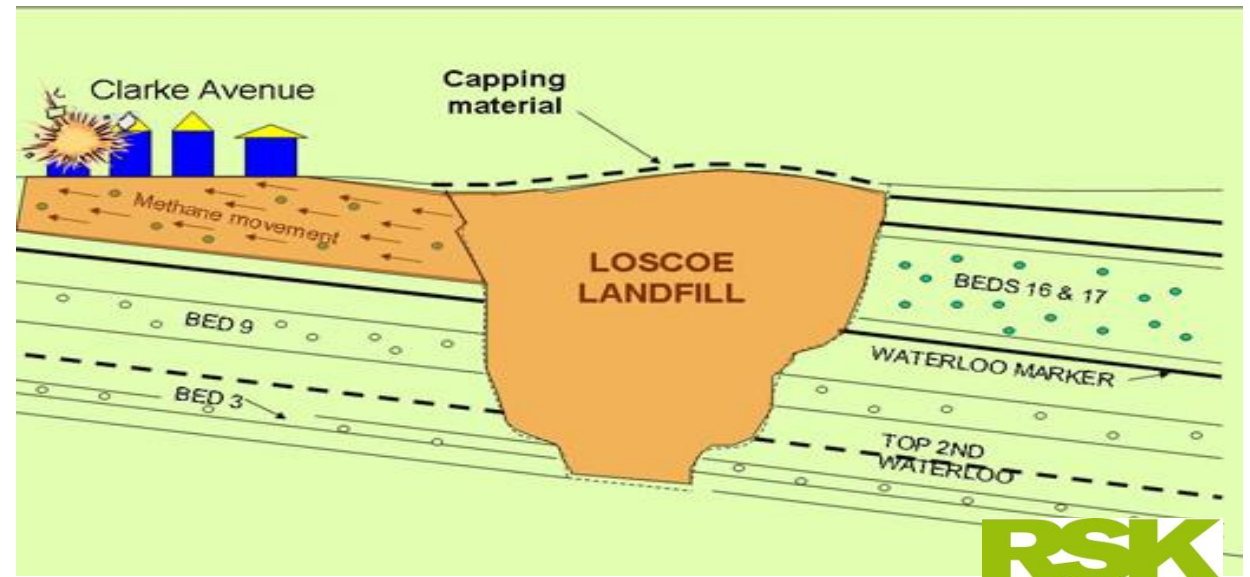 Clarke Avenue
Capping
material
Methane movement
LOSCOE
LANDFILL
BEDS 16 & 17
BED 9
WATERLOO MARKER
BED 3
TOP 2ND
WATERLOO
RSK